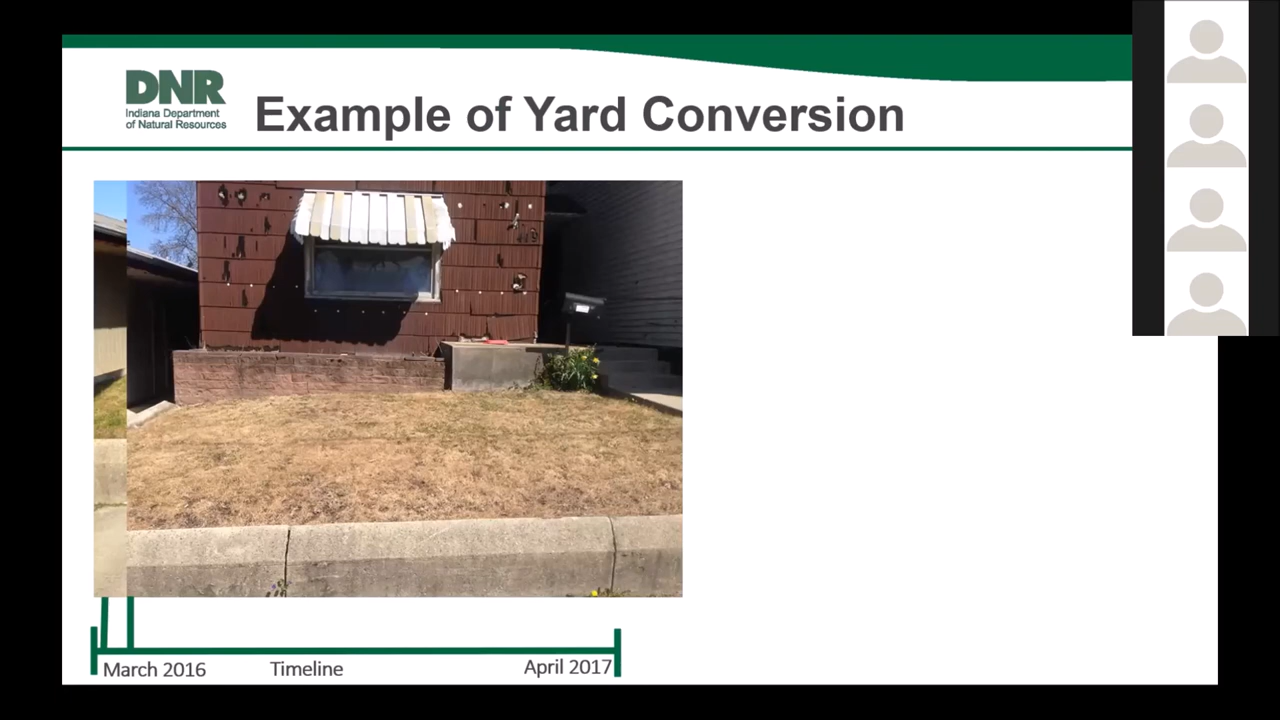 DNR
Indiana Department
of Natural Resources
Example of Yard Conversion
March 2016
Timeline
April 2017